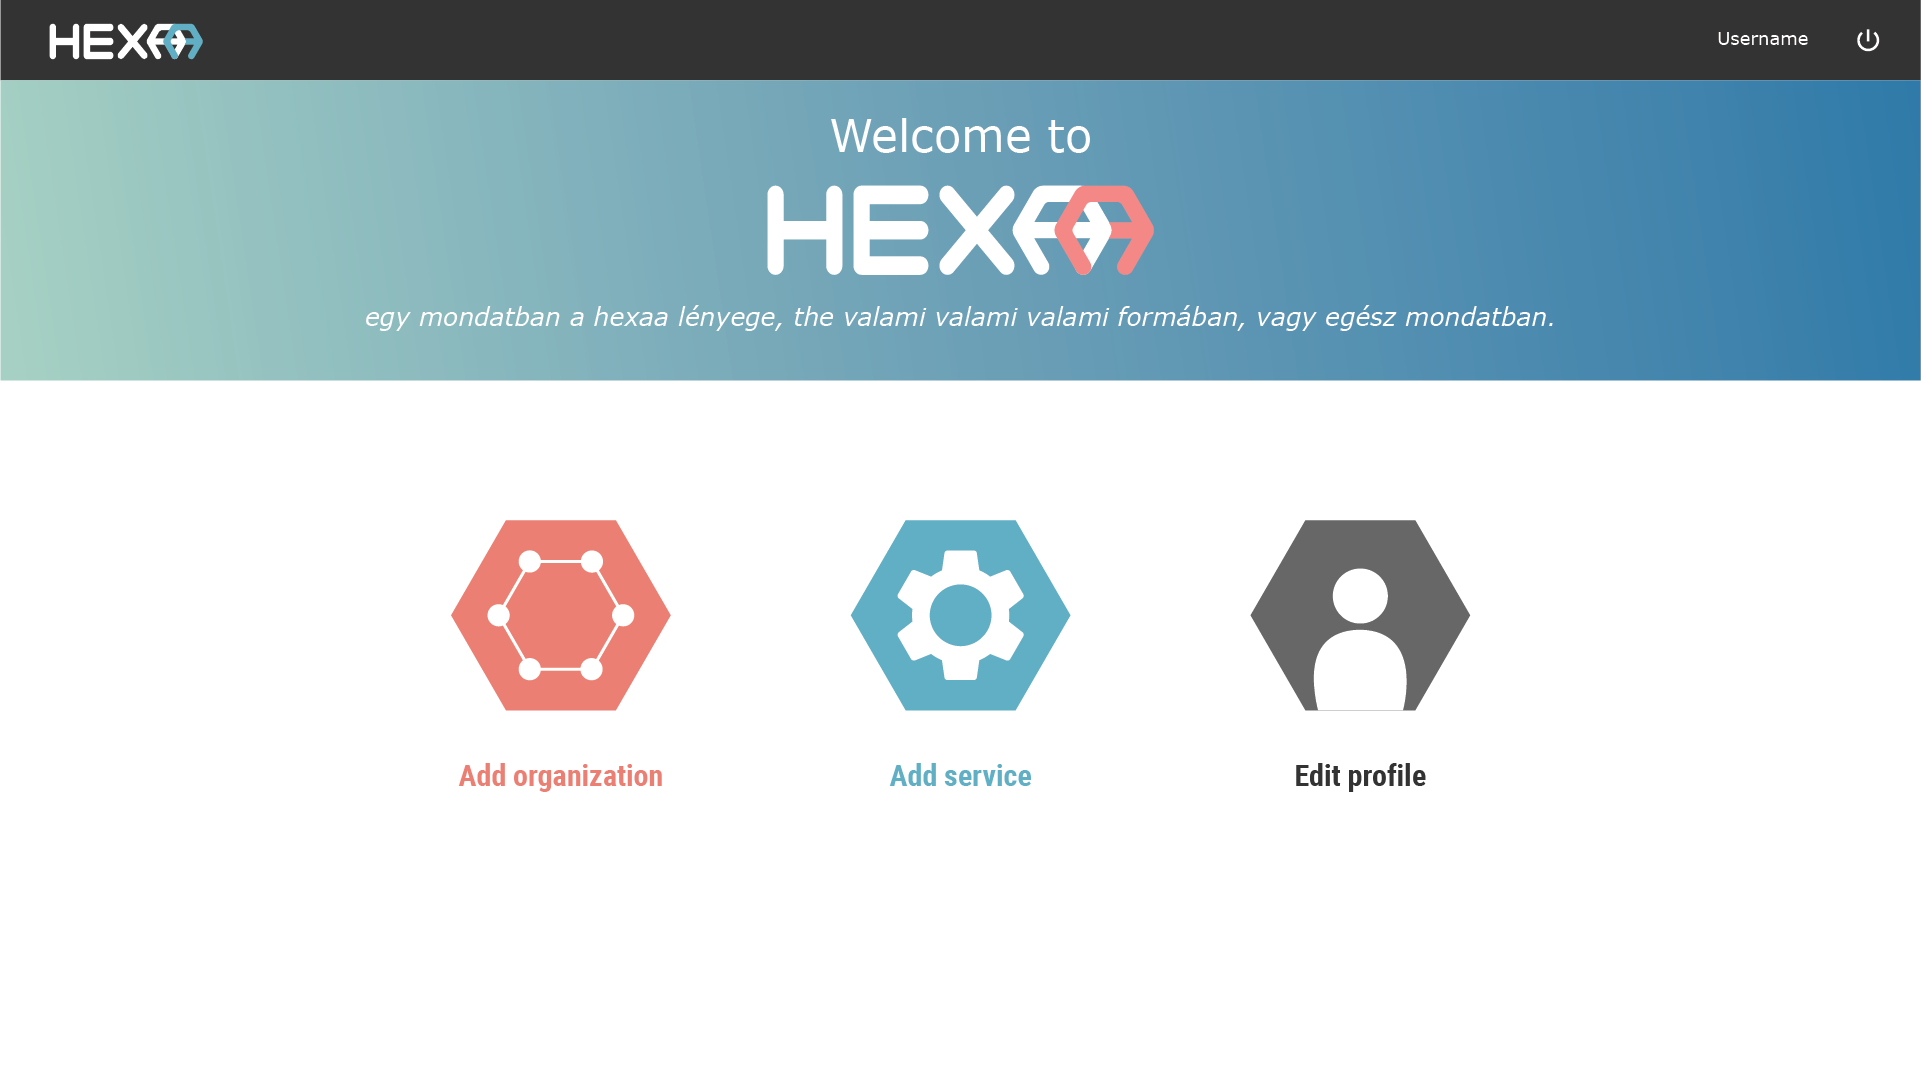 HEXAA
Username
Welcome to
HEXAA
egy mondatban a hexaa lényege, the valami valami valami formában, vagy egész mondatban.
Add organization
Add service
Edit profile